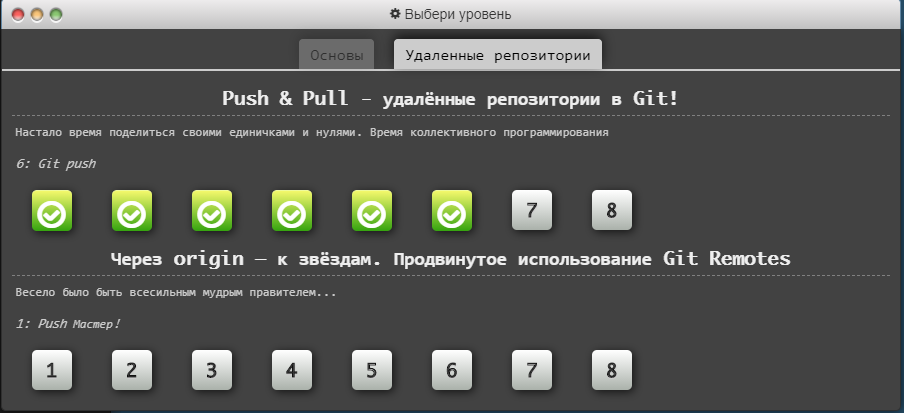 Выбери уровень
Основы
Удаленные репозитории
Push & Pull - удалённые репозитории в Git!
Настало время поделиться своими единичками и нулями. Время коллективного программирования
6: Git push
7 8
Через origin – к звёздам. Продвинутое использование Git Remotes
Весело было быть всесильным мудрым правителем...
1: Push Мастер!
1 2 3 4 5 6 7 8